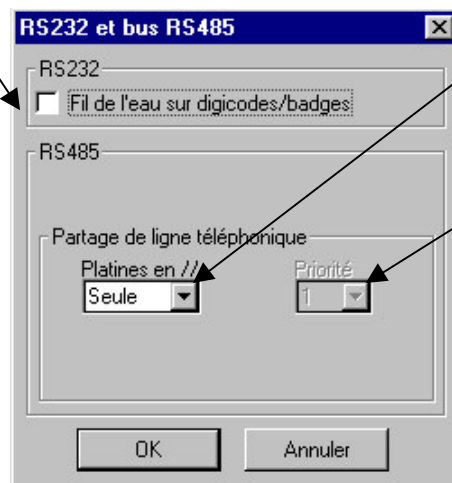 RS232 et bus RS485
RS232
Fil de l'eau sur digicodes/badges
RS485
Partage de ligne téléphonique
Platines en // Priorité
Seule 1
OK Annuler